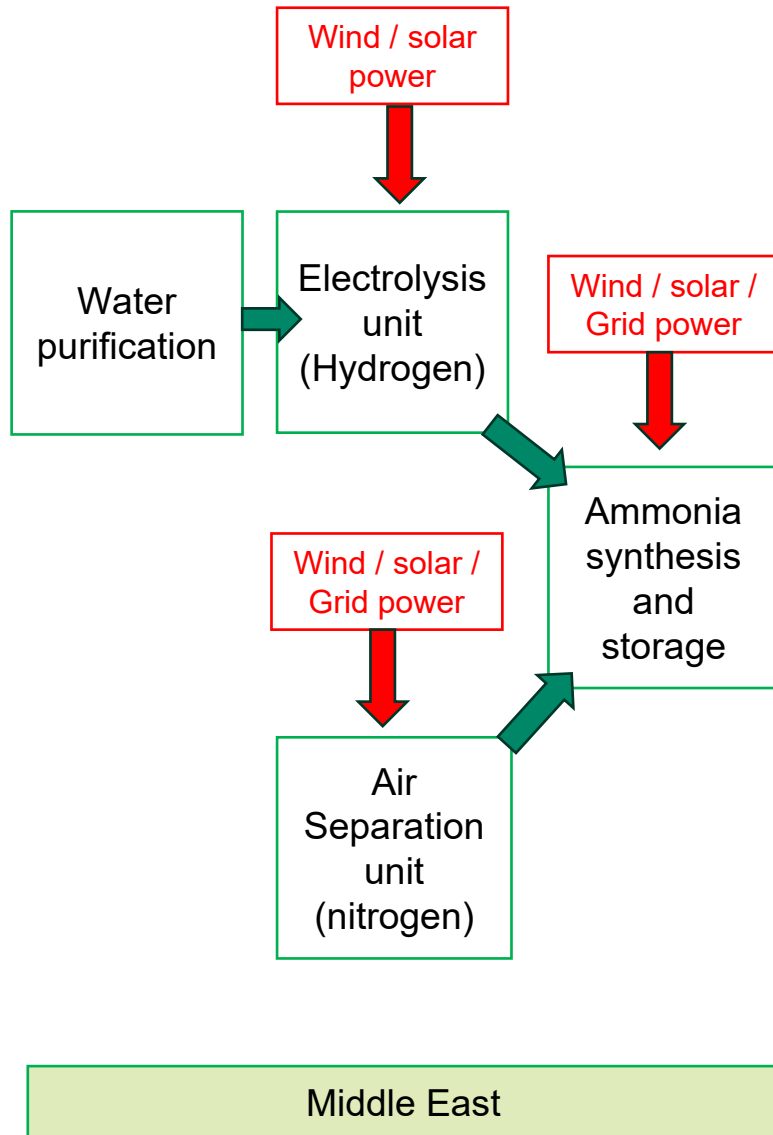 Wind / solar
power
Water
purification
Electrolysis
unit
(Hydrogen)
Wind / solar /
Grid power
Ammonia
synthesis
and
storage
Wind / solar /
Grid power
Air
Separation
unit
(nitrogen)
Middle East